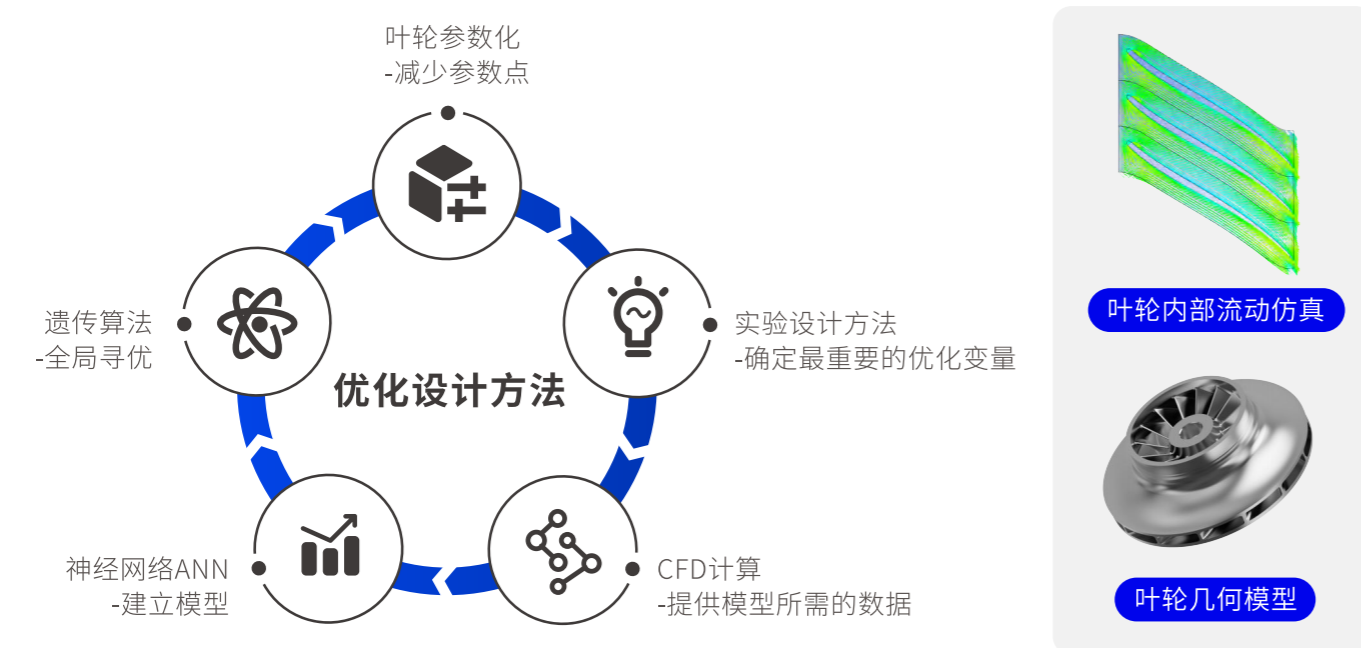 叶轮参数化
-减少参数点
实验设计方法
-确定最重要的优化变量
CFD计算
-提供模型所需的数据
神经网络ANN
-建立模型
遗传算法
-全局寻优
优化设计方法
叶轮内部流动仿真
叶轮几何模型